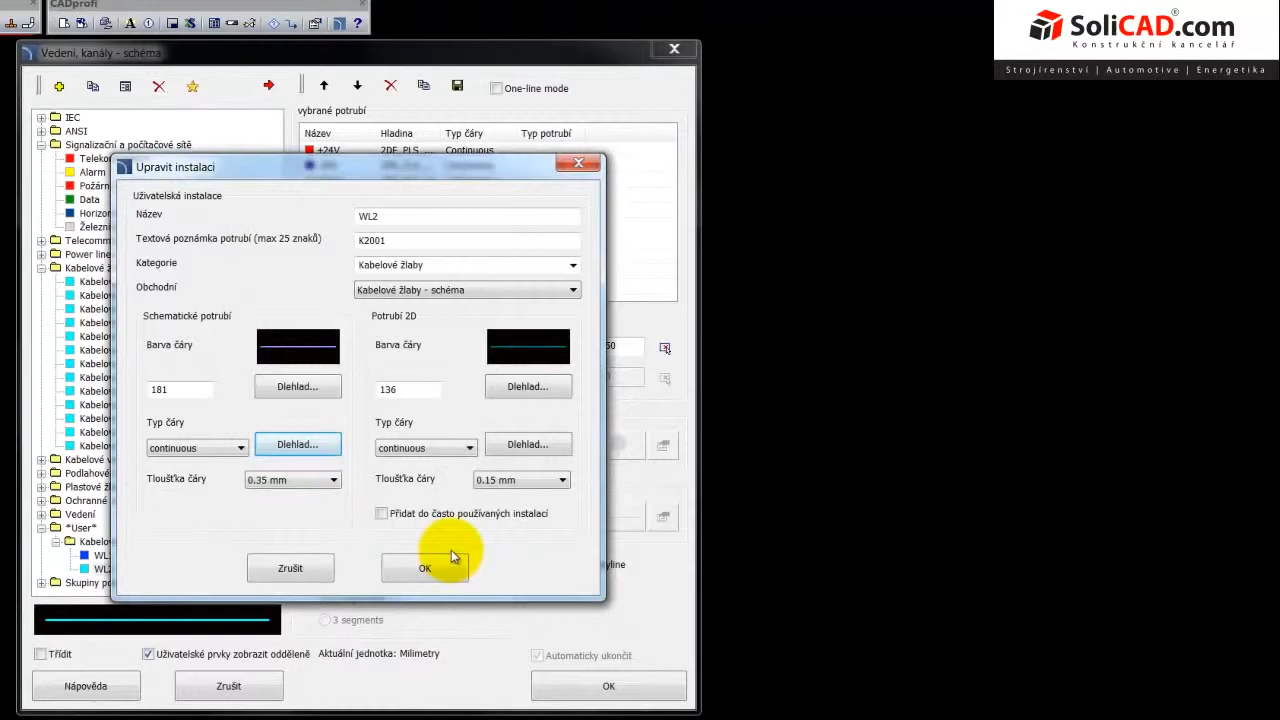 CADprofi
SoliCAD.com
Konstrukční kancelář
Strojírenství | Automotive | Energetika
Vedení, kanály - schéma
One-line mode
vybrané potrubí
Název Hladina Typ čáry Typ potrubí
+24V 2DE_PLS_... Continuous
IEC
ANSI
Signalizační a počítačové sítě
Alarm
Data
Power line
Vedení
*User*
Upravit instalaci
Uživatelská instalace
Název WL2
Textová poznámka potrubí (max 25 znaků) K2001
Kategorie Kabelové žlaby
Obchodní Kabelové žlaby - schéma
Schematické potrubí Potrubí 2D
Barva čáry Barva čáry
181 Dlehlad... 136 Dlehlad...
Typ čáry Typ čáry
continuous Dlehlad... continuous Dlehlad...
Tloušťka čáry 0.35 mm Tloušťka čáry 0.15 mm
Přidat do často používaných instalací
Zrušit OK
3 segments
Třídit Uživatelské prvky zobrazit odděleně Aktuální jednotka: Milimetry Automaticky ukončit
Nápověda Zrušit OK